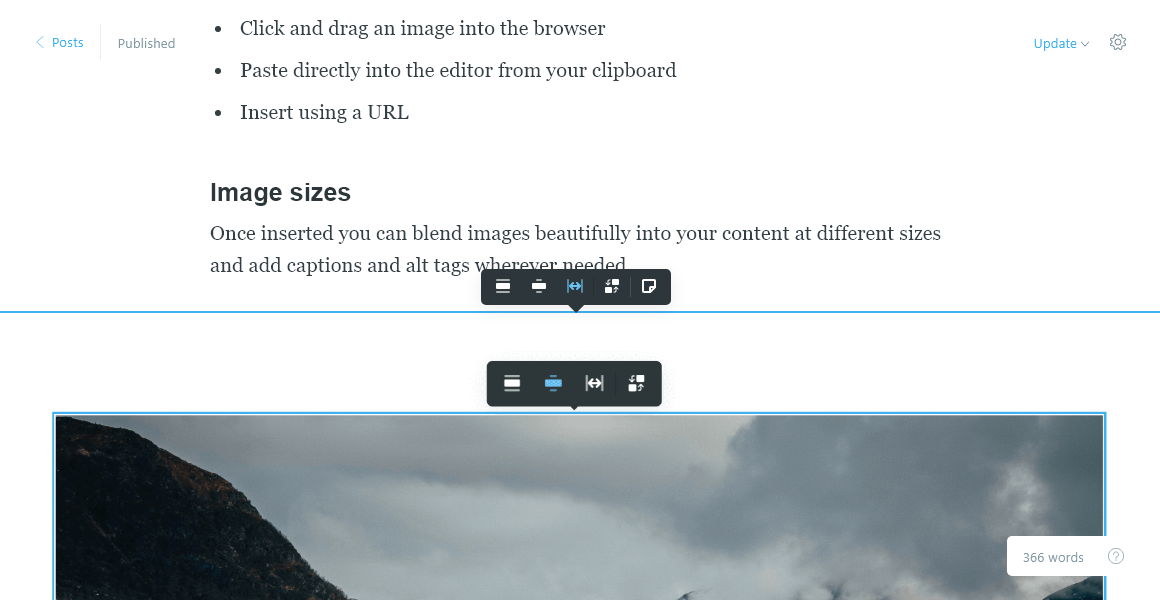 Posts
Published
Update
• Click and drag an image into the browser
• Paste directly into the editor from your clipboard
• Insert using a URL
Image sizes
Once inserted you can blend images beautifully into your content at different sizes
and add captions and alt tags wherever needed.
366 words
?